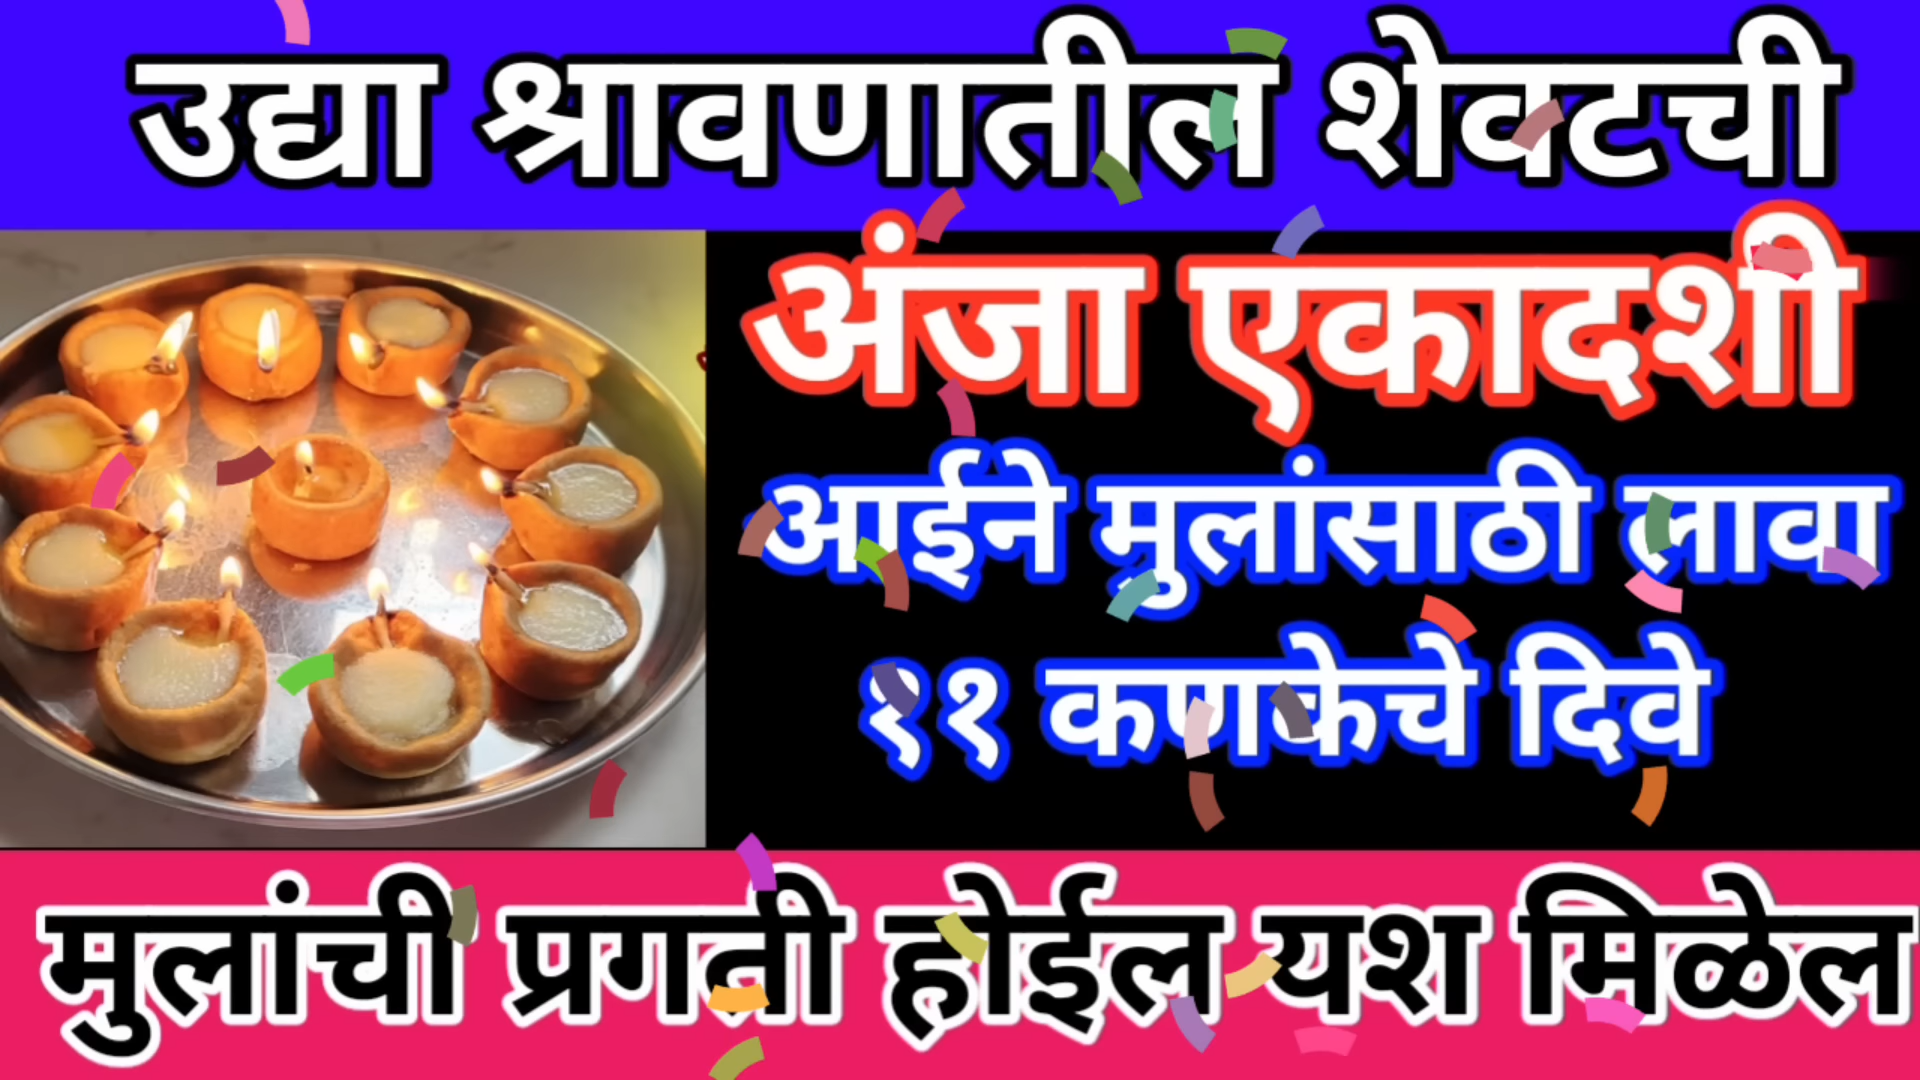 उद्या श्रावणातील शेवटची
अंजा एकादशी
आईने मुलांसाठी लावा
११ कणकेचे दिवे
मुलांची प्रगती होईल यश मिळेल